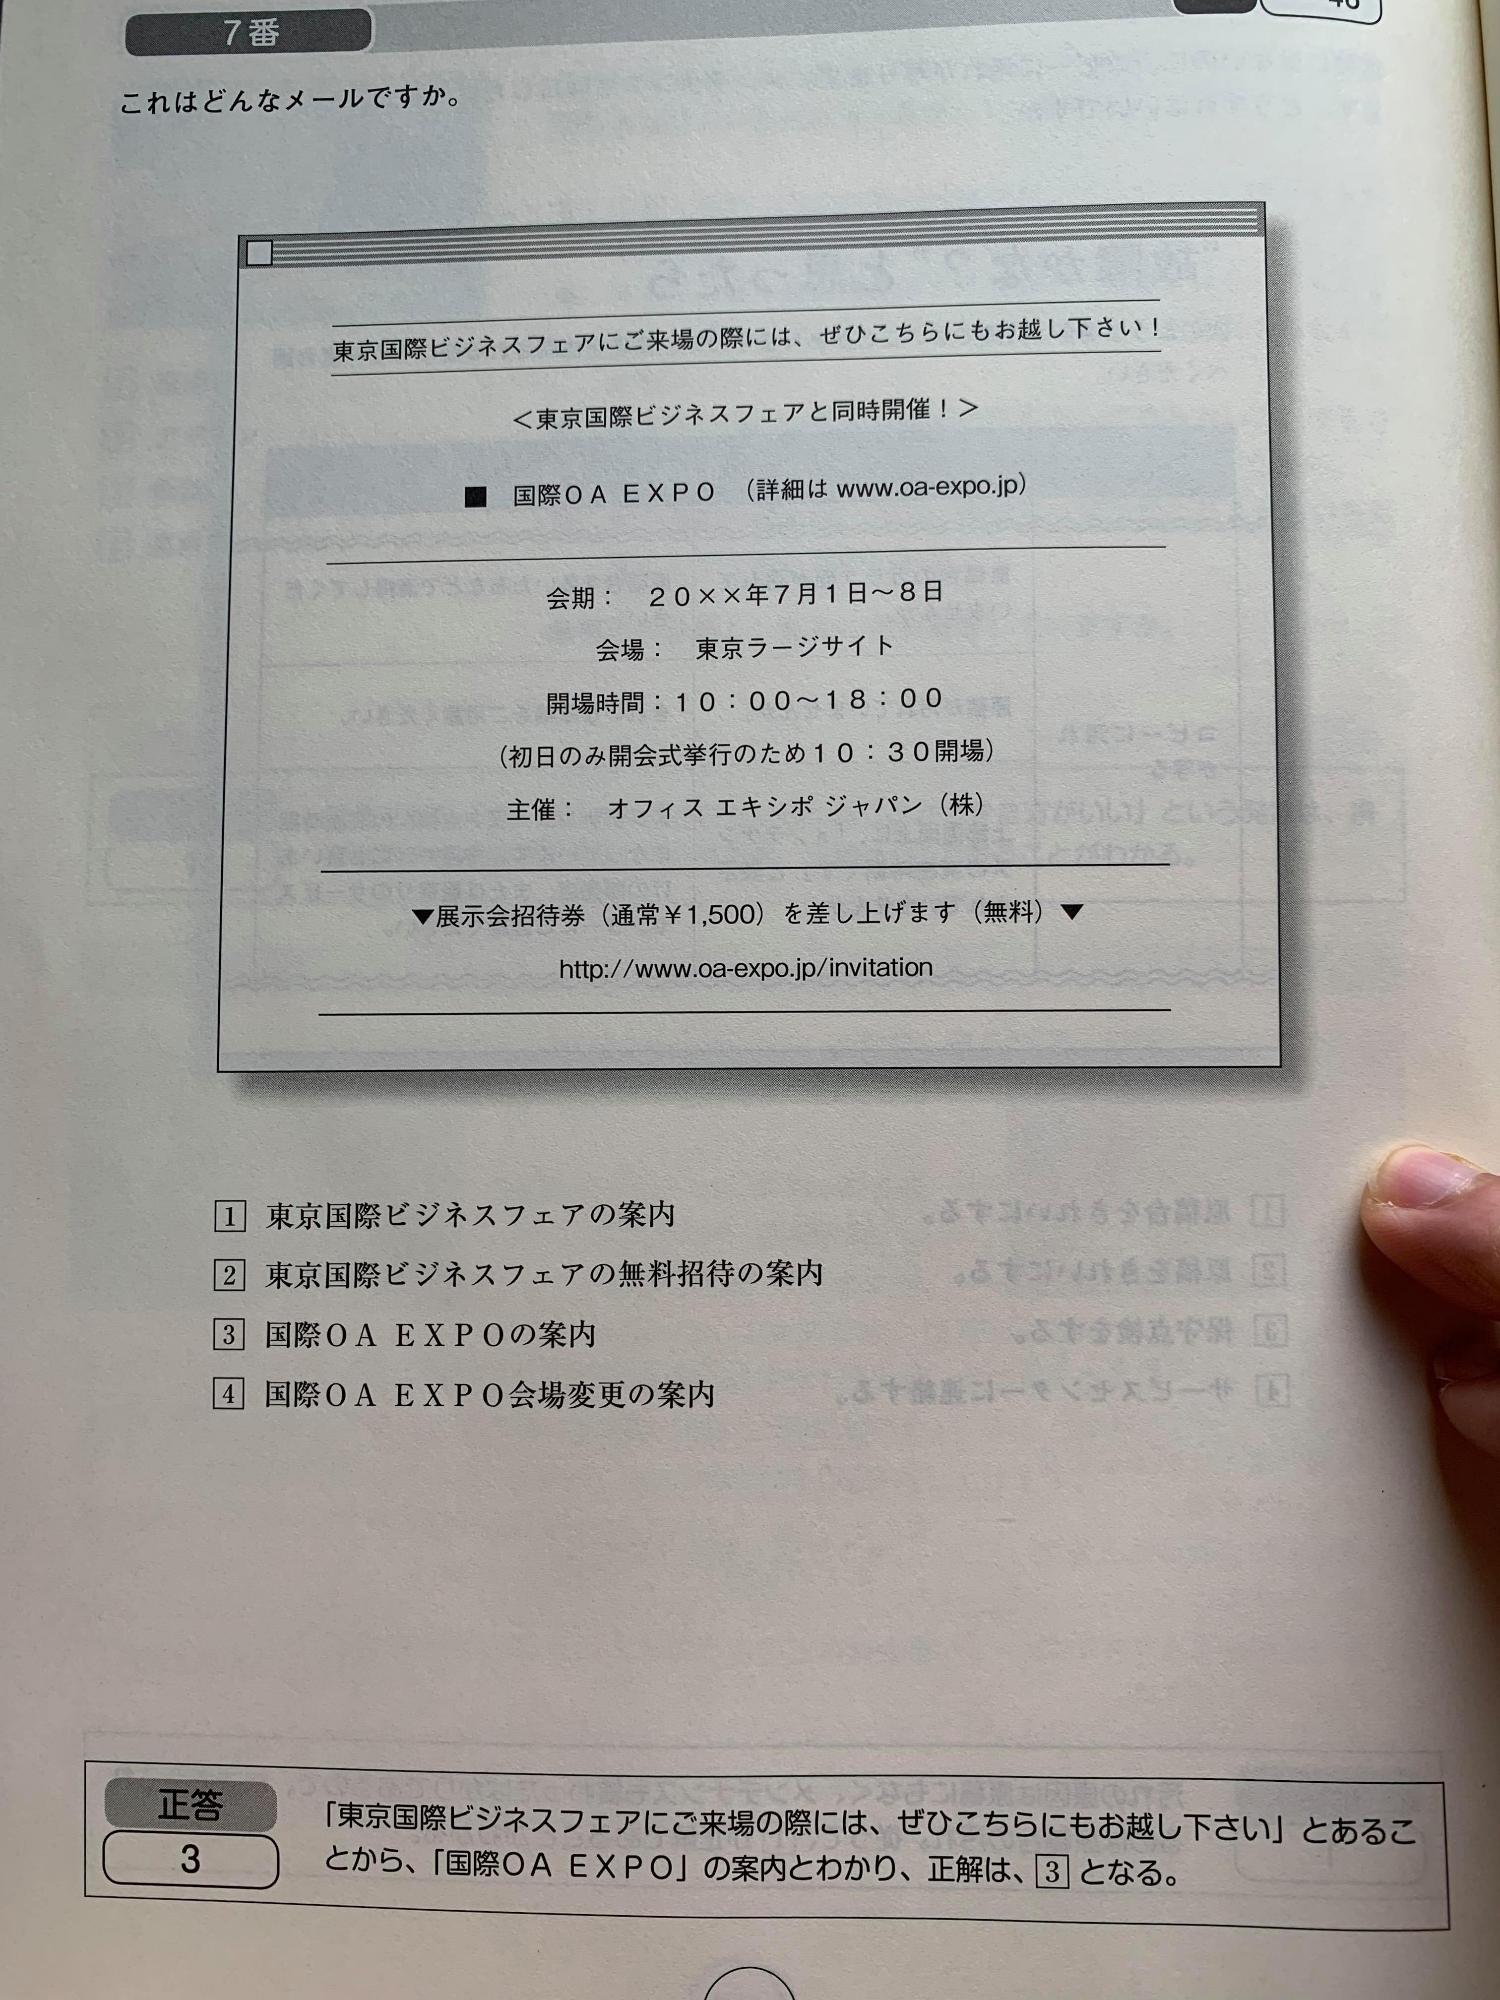 7番
これはどんなメールですか。
東京国際ビジネスフェアにご来場の際には、ぜひこちらにもお越し下さい！
＜東京国際ビジネスフェアと同時開催！＞
■　国際ＯＡ ＥＸＰＯ　（詳細は www.oa-expo.jp）
会期：　２０××年７月１日～８日
会場：　東京ラージサイト
開場時間：１０：００～１８：００
（初日のみ開会式挙行のため１０：３０開場）
主催：　オフィス エキシポ ジャパン（株）
▼展示会招待券（通常￥1,500）を差し上げます（無料）▼
http://www.oa-expo.jp/invitation
1 東京国際ビジネスフェアの案内
2 東京国際ビジネスフェアの無料招待の案内
3 国際ＯＡ ＥＸＰＯの案内
4 国際ＯＡ ＥＸＰＯ会場変更の案内
正答
3
「東京国際ビジネスフェアにご来場の際には、ぜひこちらにもお越し下さい」とあるこ
とから、「国際ＯＡ ＥＸＰＯ」の案内とわかり、正解は、3 となる。